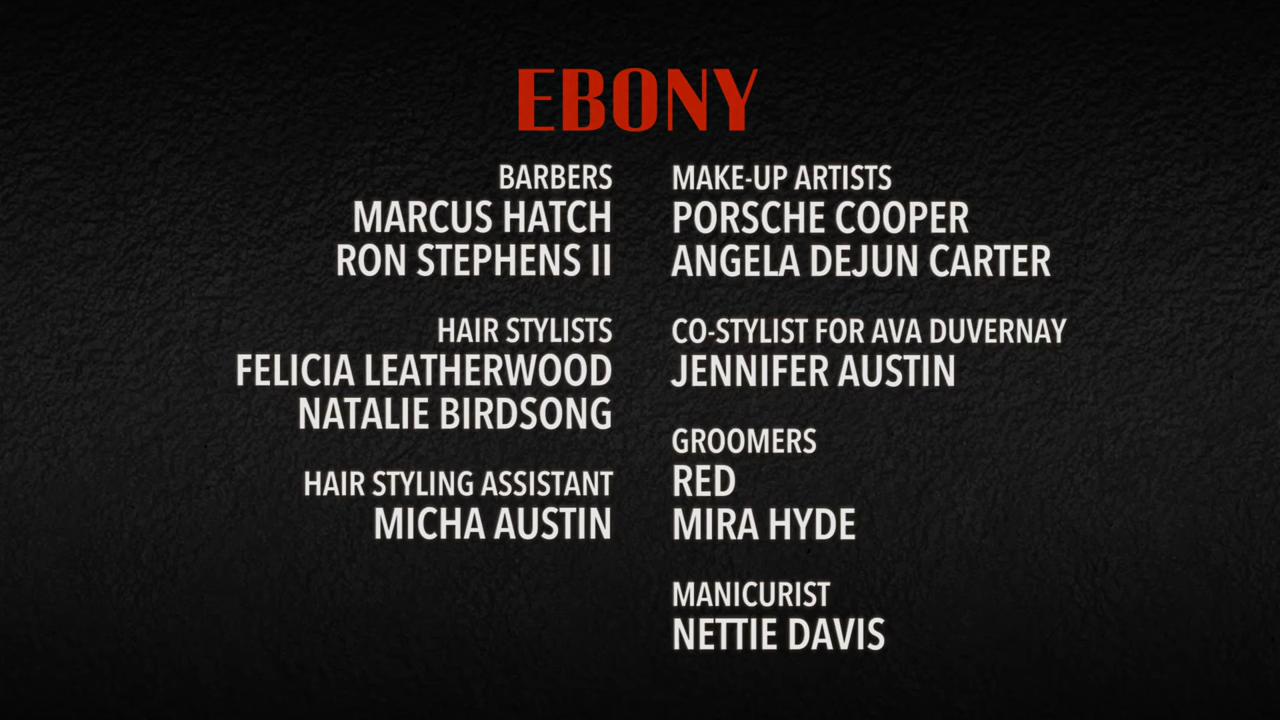 EBONY
BARBERS
MARCUS HATCH
RON STEPHENS II
HAIR STYLISTS
FELICIA LEATHERWOOD
NATALIE BIRDSONG
HAIR STYLING ASSISTANT
MICHA AUSTIN
MAKE-UP ARTISTS
PORSCHE COOPER
ANGELA DEJUN CARTER
CO-STYLIST FOR AVA DUVERNAY
JENNIFER AUSTIN
GROOMERS
RED
MIRA HYDE
MANICURIST
NETTIE DAVIS